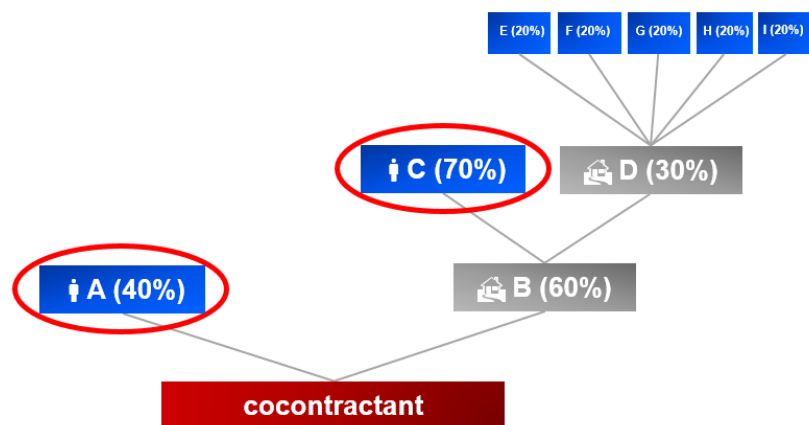 E (20%)
F (20%)
G (20%)
H (20%)
I (20%)
C (70%)
D (30%)
A (40%)
B (60%)
cocontractant